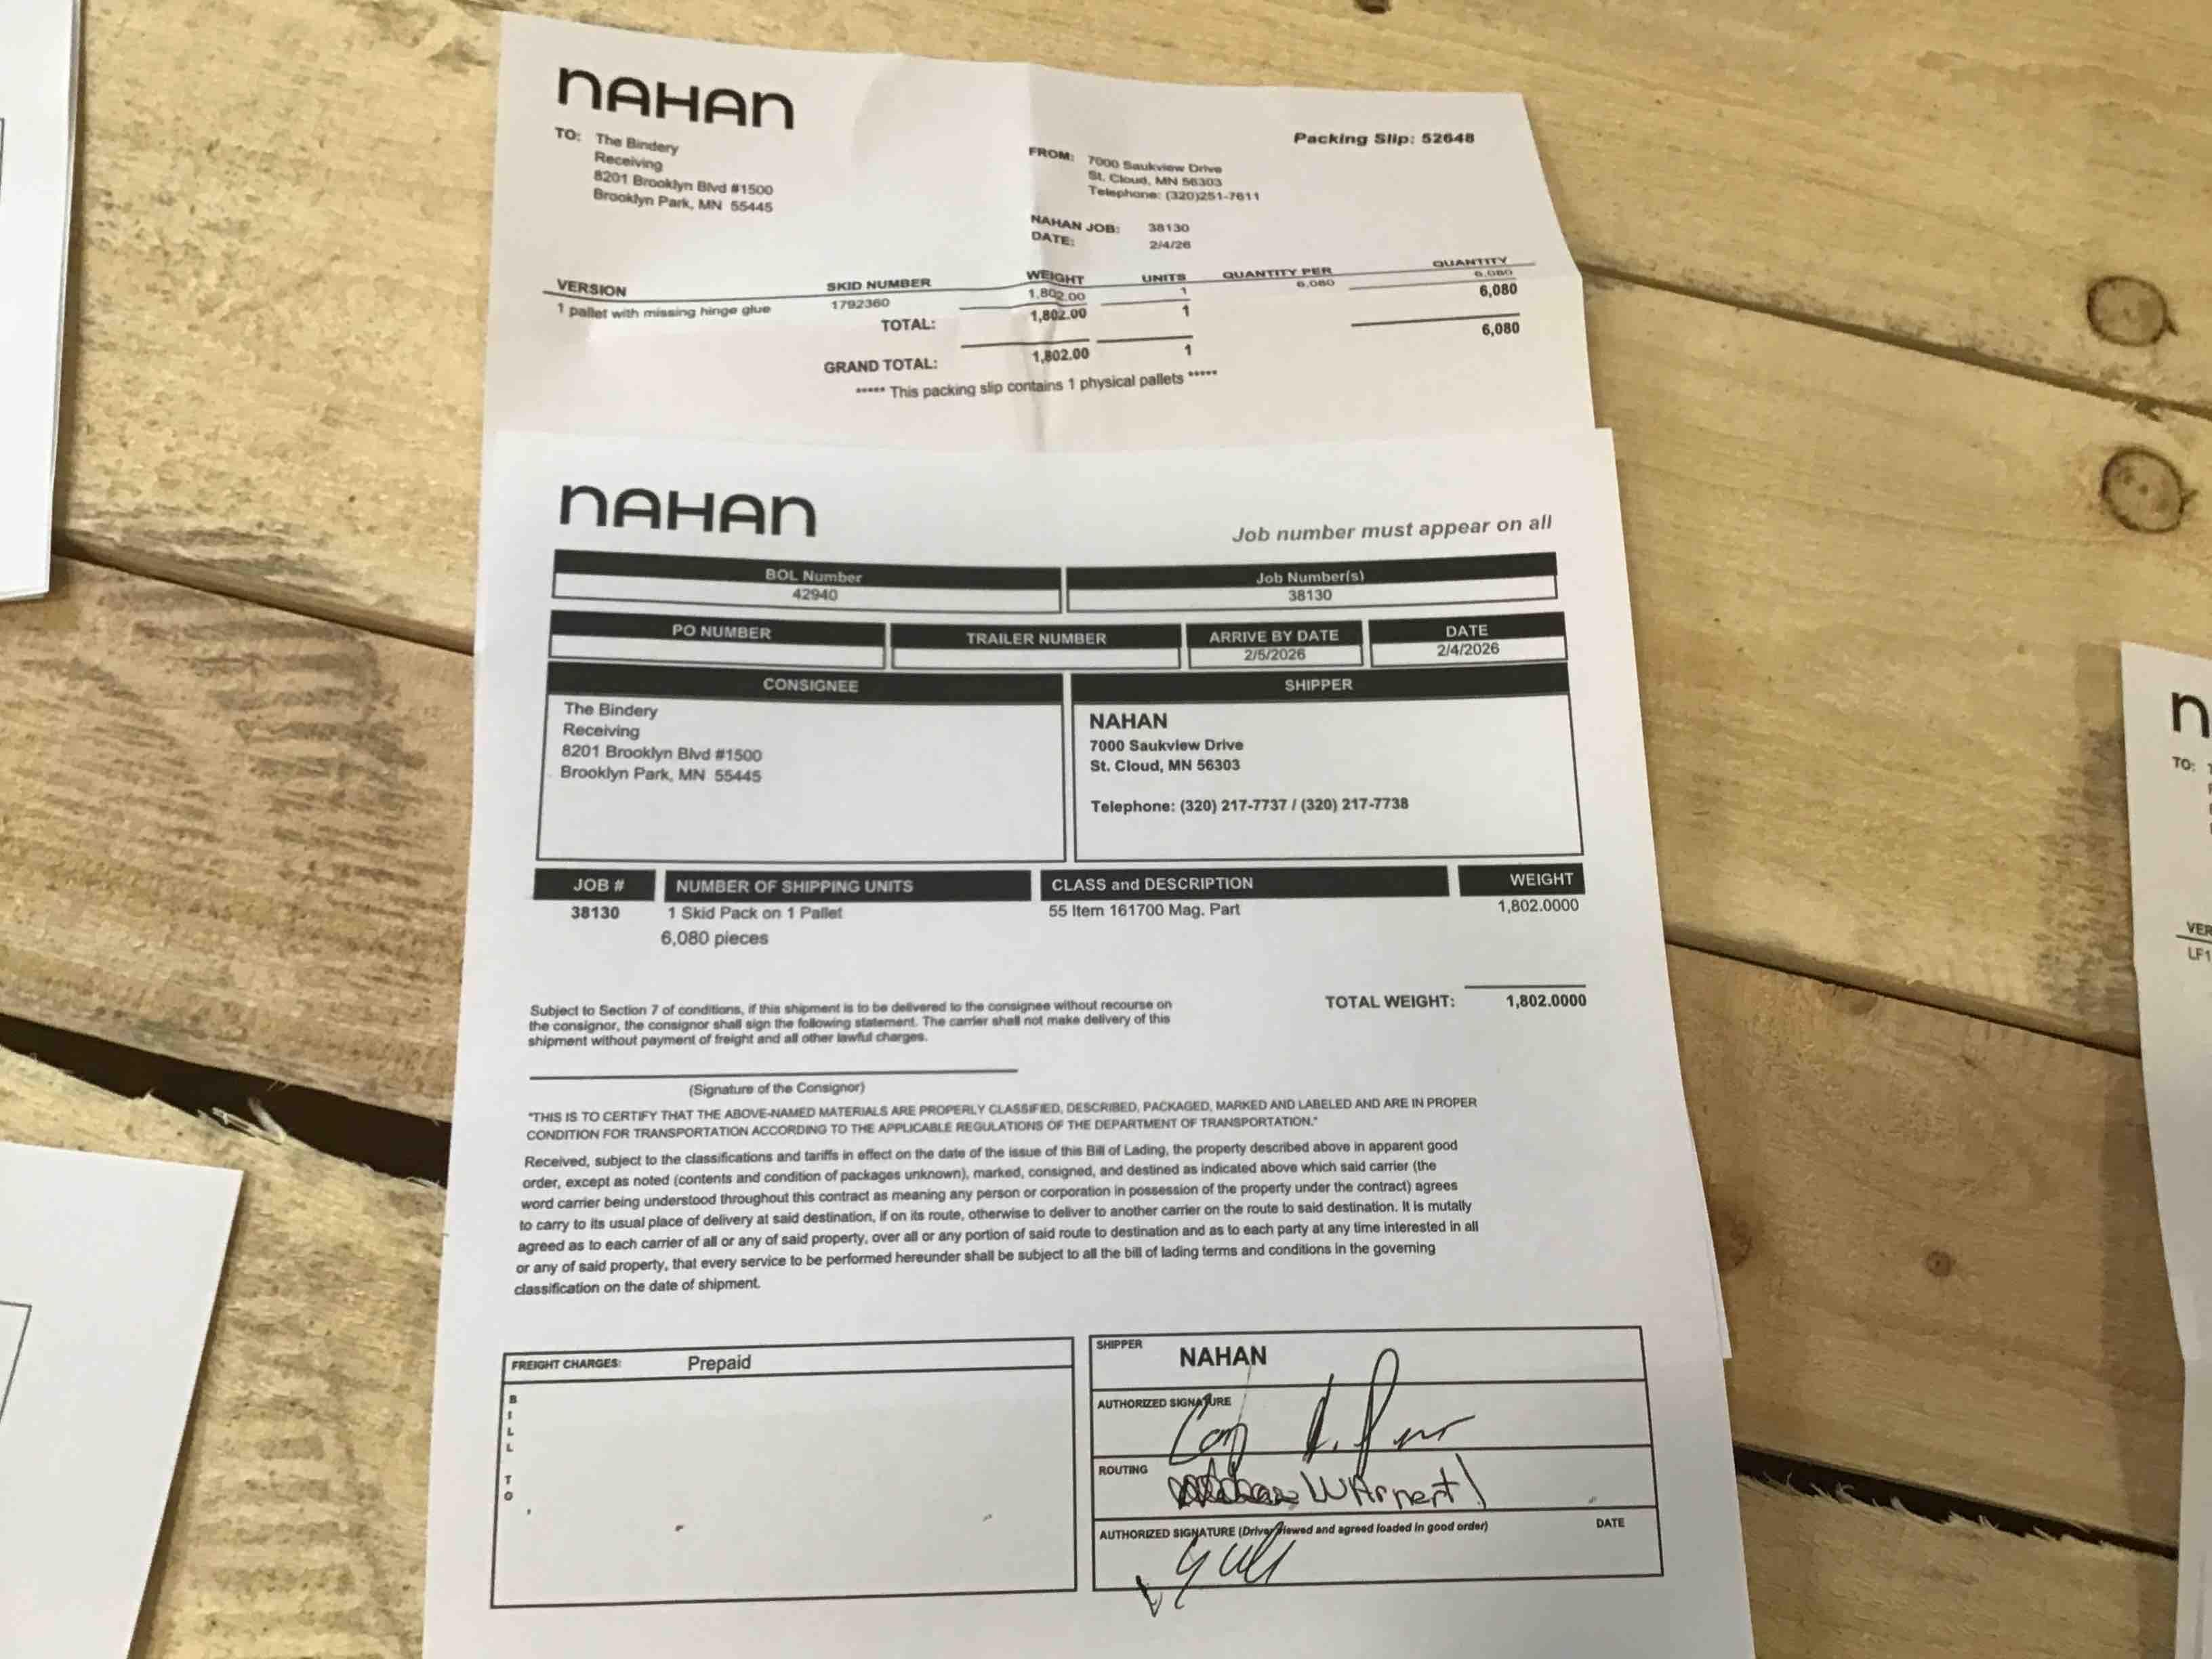 NAHAN
Packing Slip: 52648
TO: The Bindery
Receiving
8201 Brooklyn Blvd #1500
Brooklyn Park, MN 55445
FROM: 7000 Saukview Drive
St. Cloud, MN 56303
Telephone: (320)251-7611
NAHAN JOB: 38130
DATE: 2/4/26
VERSION SKID NUMBER WEIGHT UNITS QUANTITY PER QUANTITY
1 pallet with missing hinge glue 1792360 1,802.00 1 6,080 6,080
TOTAL: 1,802.00 1 6,080
GRAND TOTAL: 1,802.00 1 6,080
***** This packing slip contains 1 physical pallets *****
NAHAN
Job number must appear on all
BOL Number Job Number(s)
42940 38130
PO NUMBER TRAILER NUMBER ARRIVE BY DATE DATE
2/5/2026 2/4/2026
CONSIGNEE SHIPPER
The Bindery
Receiving
8201 Brooklyn Blvd #1500
Brooklyn Park, MN 55445
NAHAN
7000 Saukview Drive
St. Cloud, MN 56303
Telephone: (320) 217-7737 / (320) 217-7738
JOB # NUMBER OF SHIPPING UNITS CLASS and DESCRIPTION WEIGHT
38130 1 Skid Pack on 1 Pallet 55 Item 161700 Mag. Part 1,802.0000
6,080 pieces
TOTAL WEIGHT: 1,802.0000
Subject to Section 7 of conditions, if this shipment is to be delivered to the consignee without recourse on
the consignor, the consignor shall sign the following statement. The carrier shall not make delivery of this
shipment without payment of freight and all other lawful charges.
(Signature of the Consignor)
"THIS IS TO CERTIFY THAT THE ABOVE-NAMED MATERIALS ARE PROPERLY CLASSIFIED, DESCRIBED, PACKAGED, MARKED AND LABELED AND ARE IN PROPER
CONDITION FOR TRANSPORTATION ACCORDING TO THE APPLICABLE REGULATIONS OF THE DEPARTMENT OF TRANSPORTATION."
Received, subject to the classifications and tariffs in effect on the date of the issue of this Bill of Lading, the property described above in apparent good
order, except as noted (contents and condition of packages unknown), marked, consigned, and destined as indicated above which said carrier (the
word carrier being understood throughout this contract as meaning any person or corporation in possession of the property under the contract) agrees
to carry to its usual place of delivery at said destination, if on its route, otherwise to deliver to another carrier on the route to said destination. It is mutally
agreed as to each carrier of all or any of said property, over all or any portion of said route to destination and as to each party at any time interested in all
or any of said property, that every service to be performed hereunder shall be subject to all the bill of lading terms and conditions in the governing
classification on the date of shipment.
FREIGHT CHARGES: Prepaid
BILL TO
SHIPPER NAHAN
AUTHORIZED SIGNATURE
ROUTING
AUTHORIZED SIGNATURE (Driver viewed and agreed loaded in good order) DATE
TO:
VER
LF1